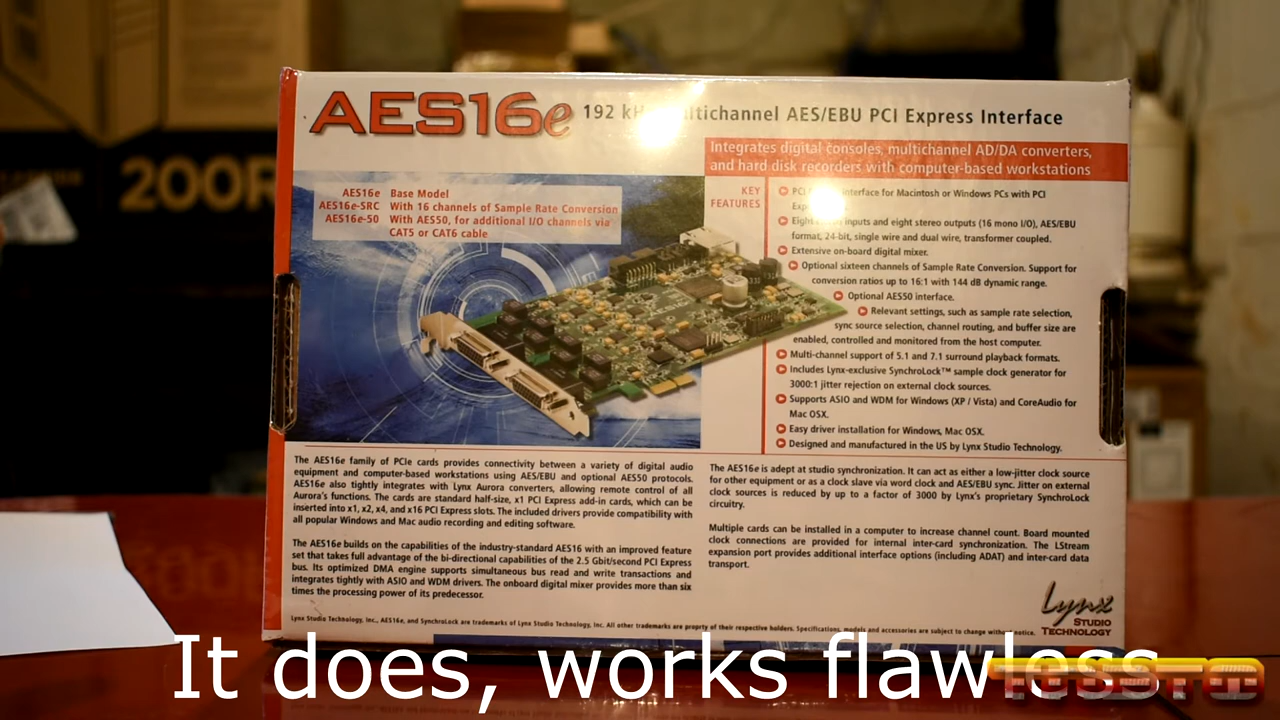 200R
AES16e 192 kHz Multichannel AES/EBU PCI Express Interface
Integrates digital consoles, multichannel AD/DA converters,
and hard disk recorders with computer-based workstations
AES16e Base Model
AES16e-SRC With 16 channels of Sample Rate Conversion
AES16e-50 With AES50, for additional I/O channels via
CAT5 or CAT6 cable
KEY
FEATURES
PCI interface for Macintosh or Windows PCs with PCI
Eight inputs and eight stereo outputs (16 mono I/O), AES/EBU
format, 24-bit, single wire and dual wire, transformer coupled.
Extensive on-board digital mixer.
Optional sixteen channels of Sample Rate Conversion. Support for
conversion ratios up to 16:1 with 144 dB dynamic range.
Optional AES50 interface.
Relevant settings, such as sample rate selection,
sync source selection, channel routing, and buffer size are
enabled, controlled and monitored from the host computer.
Multi-channel support of 5.1 and 7.1 surround playback formats.
Includes Lynx-exclusive SynchroLock™ sample clock generator for
3000:1 jitter rejection on external clock sources.
Supports ASIO and WDM for Windows (XP / Vista) and CoreAudio for
Mac OSX.
Easy driver installation for Windows, Mac OSX.
Designed and manufactured in the US by Lynx Studio Technology.
The AES16e family of PCIe cards provides connectivity between a variety of digital audio
equipment and computer-based workstations using AES/EBU and optional AES50 protocols.
AES16e also tightly integrates with Lynx Aurora converters, allowing remote control of all
Aurora's functions. The cards are standard half-size, x1 PCI Express add-in cards, which can be
inserted into x1, x2, x4, and x16 PCI Express slots. The included drivers provide compatibility with
all popular Windows and Mac audio recording and editing software.
The AES16e builds on the capabilities of the industry-standard AES16 with an improved feature
set that takes full advantage of the bi-directional capabilities of the 2.5 Gbit/second PCI Express
bus. Its optimized DMA engine supports simultaneous bus read and write transactions and
integrates tightly with ASIO and WDM drivers. The onboard digital mixer provides more than six
times the processing power of its predecessor.
The AES16e is adept at studio synchronization. It can act as either a low-jitter clock source
for other equipment or as a clock slave via word clock and AES/EBU sync. Jitter on external
clock sources is reduced by up to a factor of 3000 by Lynx's proprietary SynchroLock
circuitry.
Multiple cards can be installed in a computer to increase channel count. Board mounted
clock connections are provided for internal inter-card synchronization. The LStream
expansion port provides additional interface options (including ADAT) and inter-card data
transport.
Lynx
STUDIO
TECHNOLOGY
Lynx Studio Technology, Inc., AES16e, and SynchroLock are trademarks of Lynx Studio Technology, Inc. All other trademarks are proprty of their respective holders. Specifications, models and accessories are subject to change without notice.
It does, works flawless.